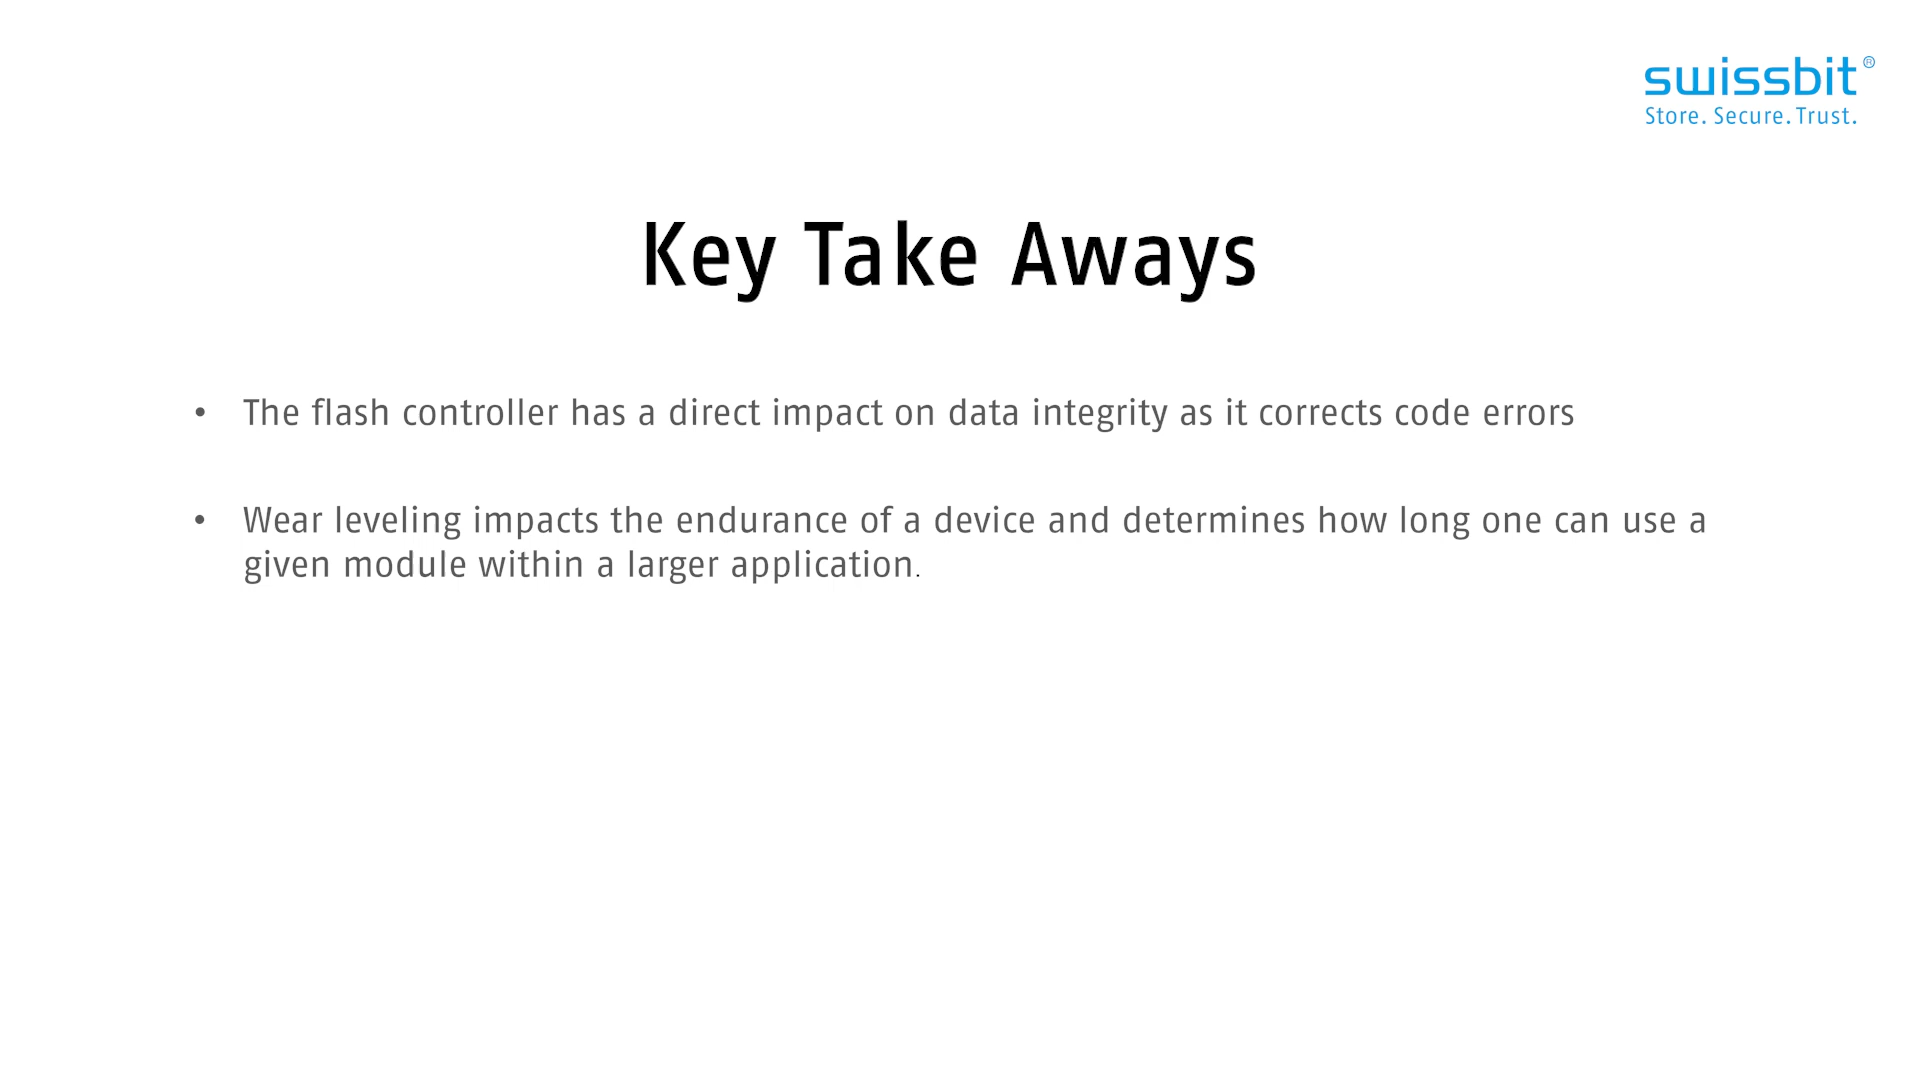 swissbit®
Store. Secure. Trust.
Key Take Aways
• The flash controller has a direct impact on data integrity as it corrects code errors
• Wear leveling impacts the endurance of a device and determines how long one can use a
given module within a larger application.